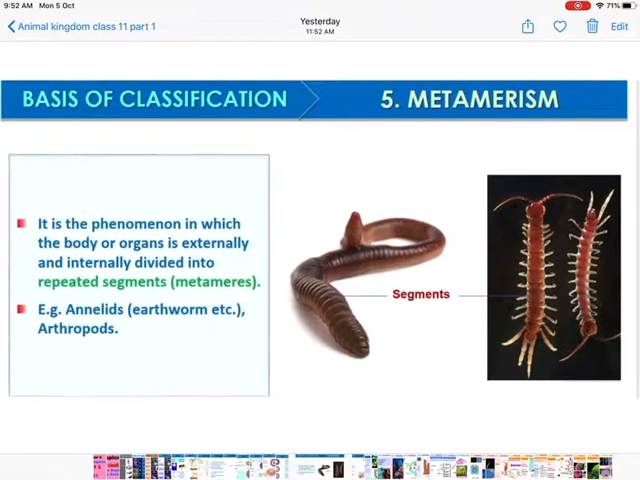 9:52 AM Mon 5 Oct
71%
Animal kingdom class 11 part 1
Yesterday
11:52 AM
Edit
BASIS OF CLASSIFICATION
5. METAMERISM
It is the phenomenon in which
the body or organs is externally
and internally divided into
repeated segments (metameres).
E.g. Annelids (earthworm etc.),
Arthropods.
Segments